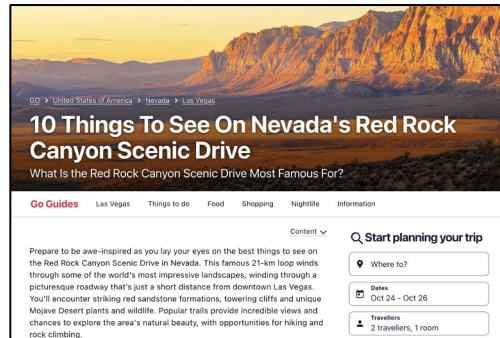 GO > United States of America > Nevada > Las Vegas
10 Things To See On Nevada's Red Rock
Canyon Scenic Drive
What Is the Red Rock Canyon Scenic Drive Most Famous For?
Go Guides Las Vegas Things to do Food Shopping Nightlife Information
Content
Prepare to be awe-inspired as you lay your eyes on the best things to see on
the Red Rock Canyon Scenic Drive in Nevada. This famous 21-km loop winds
through some of the world's most impressive landscapes, winding through a
picturesque roadway that's just a short distance from downtown Las Vegas.
You'll encounter striking red sandstone formations, towering cliffs and unique
Mojave Desert plants and wildlife. Popular trails provide incredible views and
chances to explore the area's natural beauty, with opportunities for hiking and
rock climbing.
Start planning your trip
Where to?
Dates
Oct 24 - Oct 26
Travellers
2 travellers, 1 room